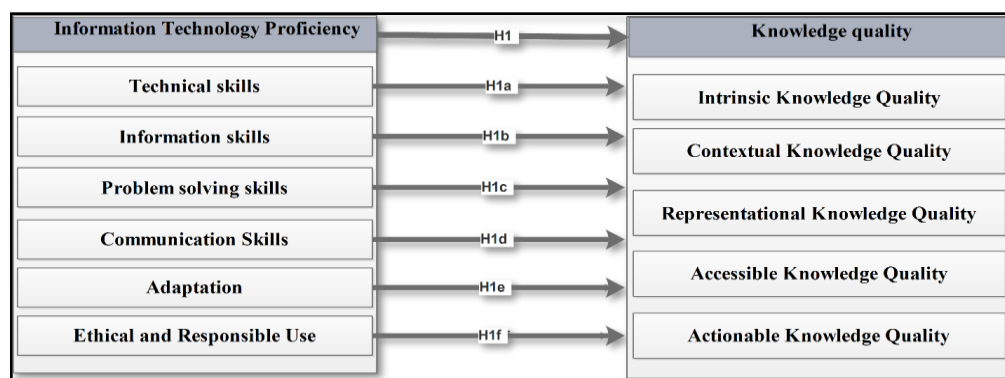 Information Technology Proficiency
H1
Knowledge quality
Technical skills
H1a
Intrinsic Knowledge Quality
Information skills
H1b
Contextual Knowledge Quality
Problem solving skills
H1c
Representational Knowledge Quality
Communication Skills
H1d
Adaptation
H1e
Accessible Knowledge Quality
Ethical and Responsible Use
H1f
Actionable Knowledge Quality